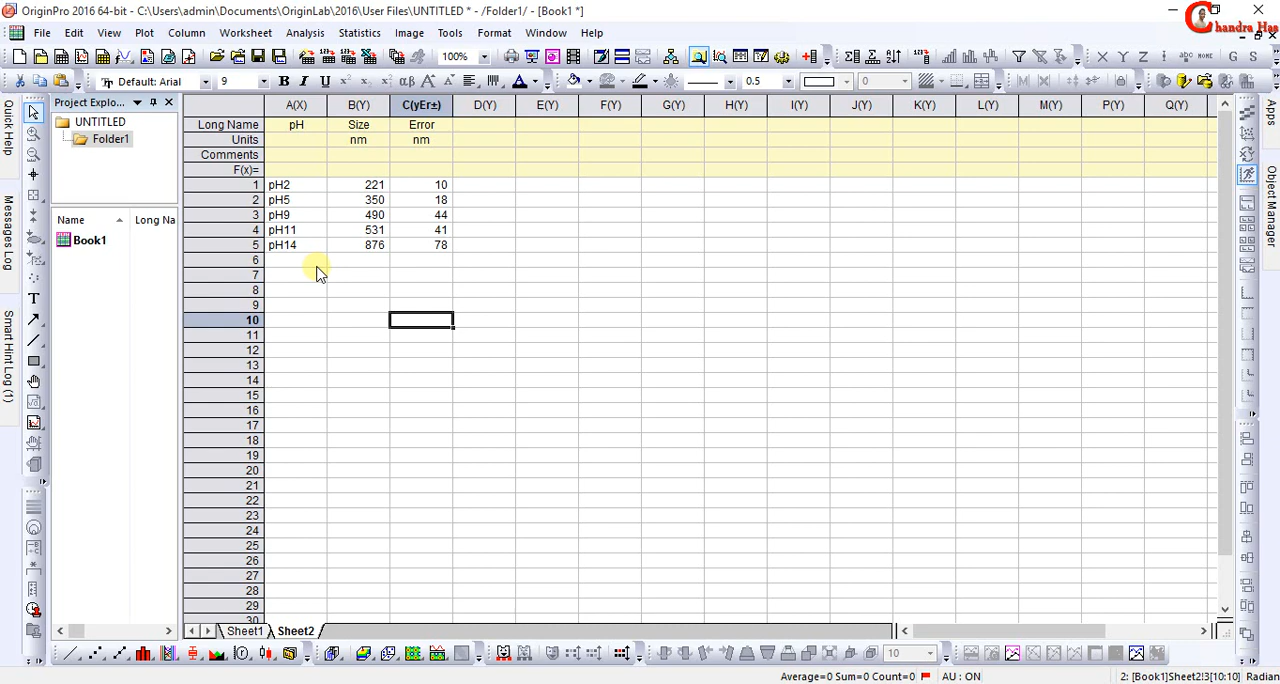 OriginPro 2016 64-bit - C:\Users\admin\Documents\OriginLab\2016\User Files\UNTITLED * - /Folder1/ - [Book1 *]
Chandra Has
File Edit View Plot Column Worksheet Analysis Statistics Image Tools Format Window Help
100%
Default: Arial 9 B I U 0.5 0
Quick Help
Messages Log
Smart Hint Log (1)
Project Explo...
UNTITLED
Folder1
Name Long Na
Book1
A(X) B(Y) C(yEr±) D(Y) E(Y) F(Y) G(Y) H(Y) I(Y) J(Y) K(Y) L(Y) M(Y) P(Y) Q(Y)
Long Name pH Size Error
Units nm nm
Comments
F(x)=
1 pH2 221 10
2 pH5 350 18
3 pH9 490 44
4 pH11 531 41
5 pH14 876 78
6
7
8
9
10
11
12
13
14
15
16
17
18
19
20
21
22
23
24
25
26
27
28
29
30
Sheet1 Sheet2
Apps
Object Manager
10
Average=0 Sum=0 Count=0 AU : ON 2: [Book1]Sheet2!3[10:10] Radian